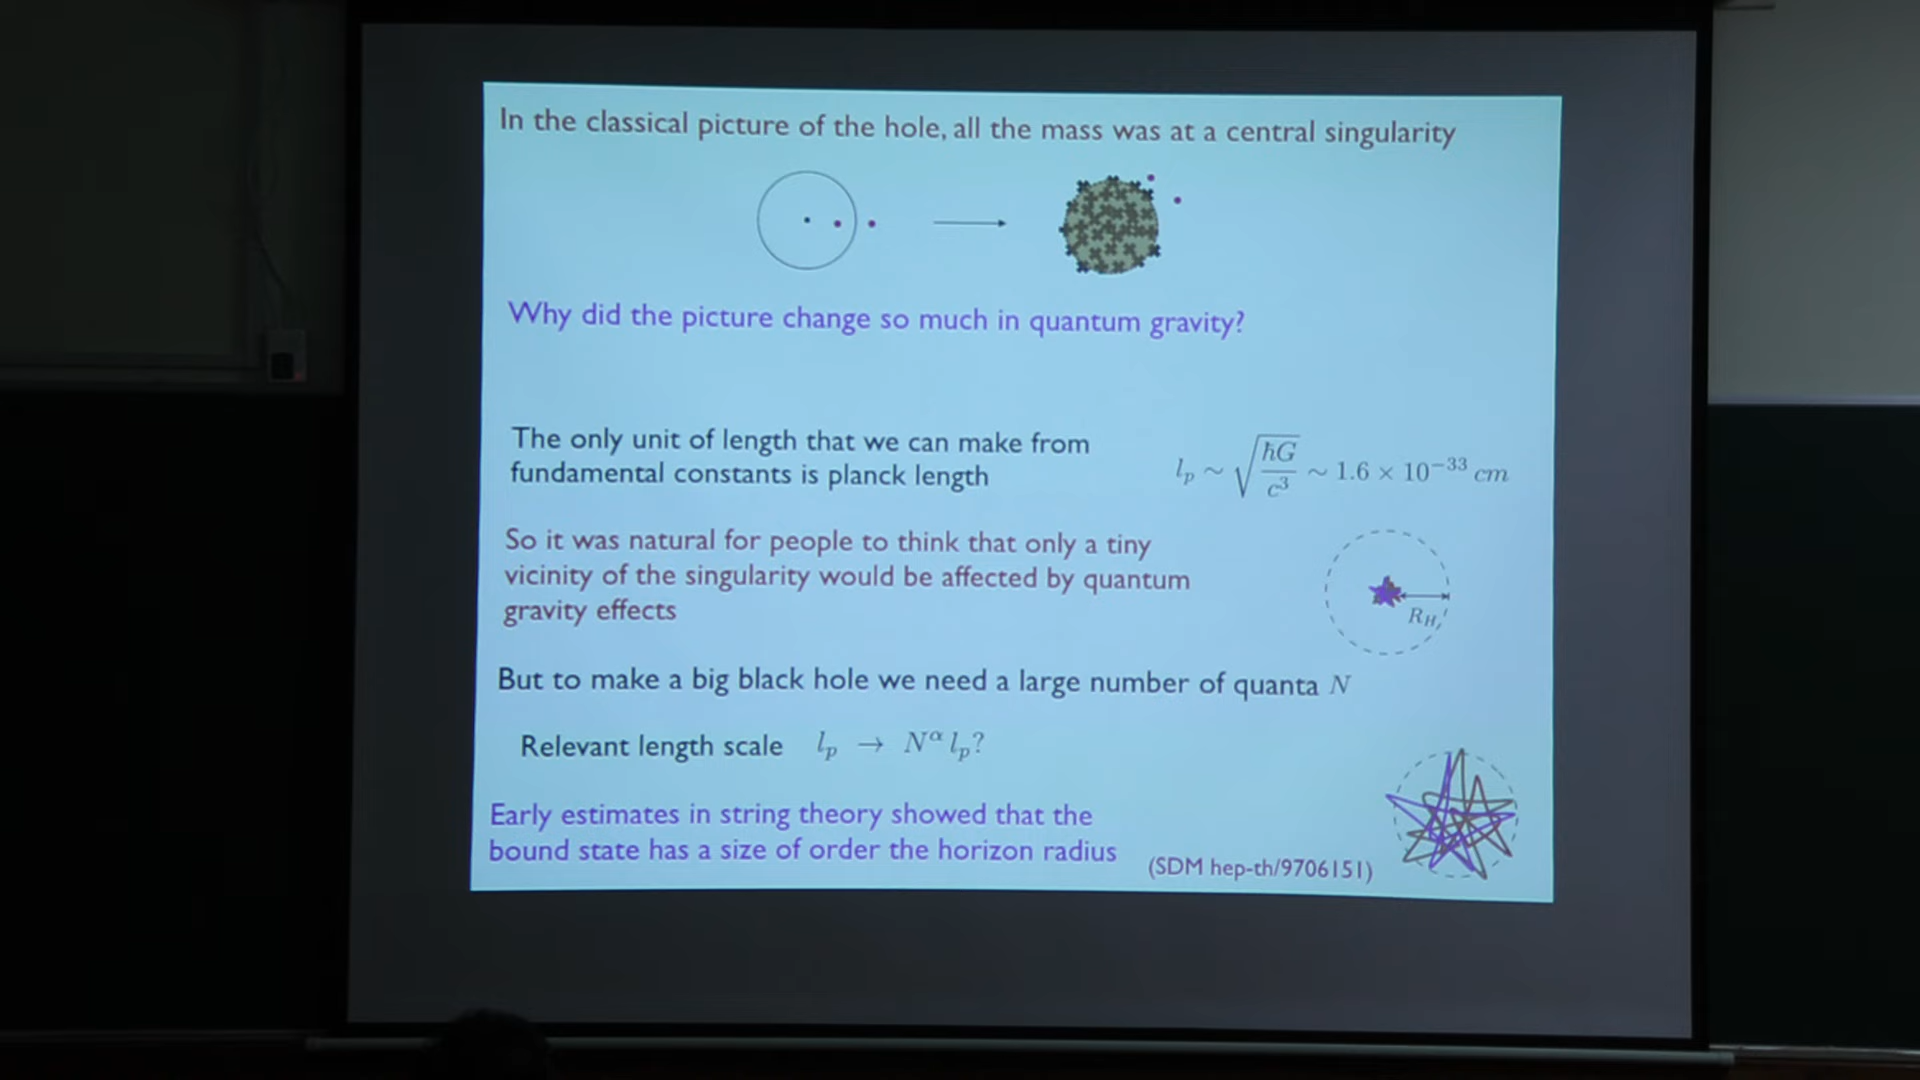 In the classical picture of the hole, all the mass was at a central singularity
Why did the picture change so much in quantum gravity?
The only unit of length that we can make from
fundamental constants is planck length
l_p ∼ √(ħG/c³) ∼ 1.6 × 10⁻³³ cm
So it was natural for people to think that only a tiny
vicinity of the singularity would be affected by quantum
gravity effects
R_H
But to make a big black hole we need a large number of quanta N
Relevant length scale l_p → N^α l_p?
Early estimates in string theory showed that the
bound state has a size of order the horizon radius
(SDM hep-th/9706151)